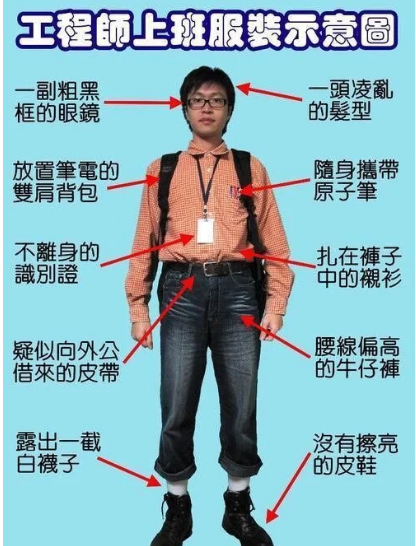 工程師上班服裝示意圖
一副粗黑
框的眼鏡
一頭凌亂
的髮型
放置筆電的
雙肩背包
隨身攜帶
原子筆
不離身的
識別證
扎在褲子
中的襯衫
疑似向外公
借來的皮帶
腰線偏高
的牛仔褲
露出一截
白襪子
沒有擦亮
的皮鞋